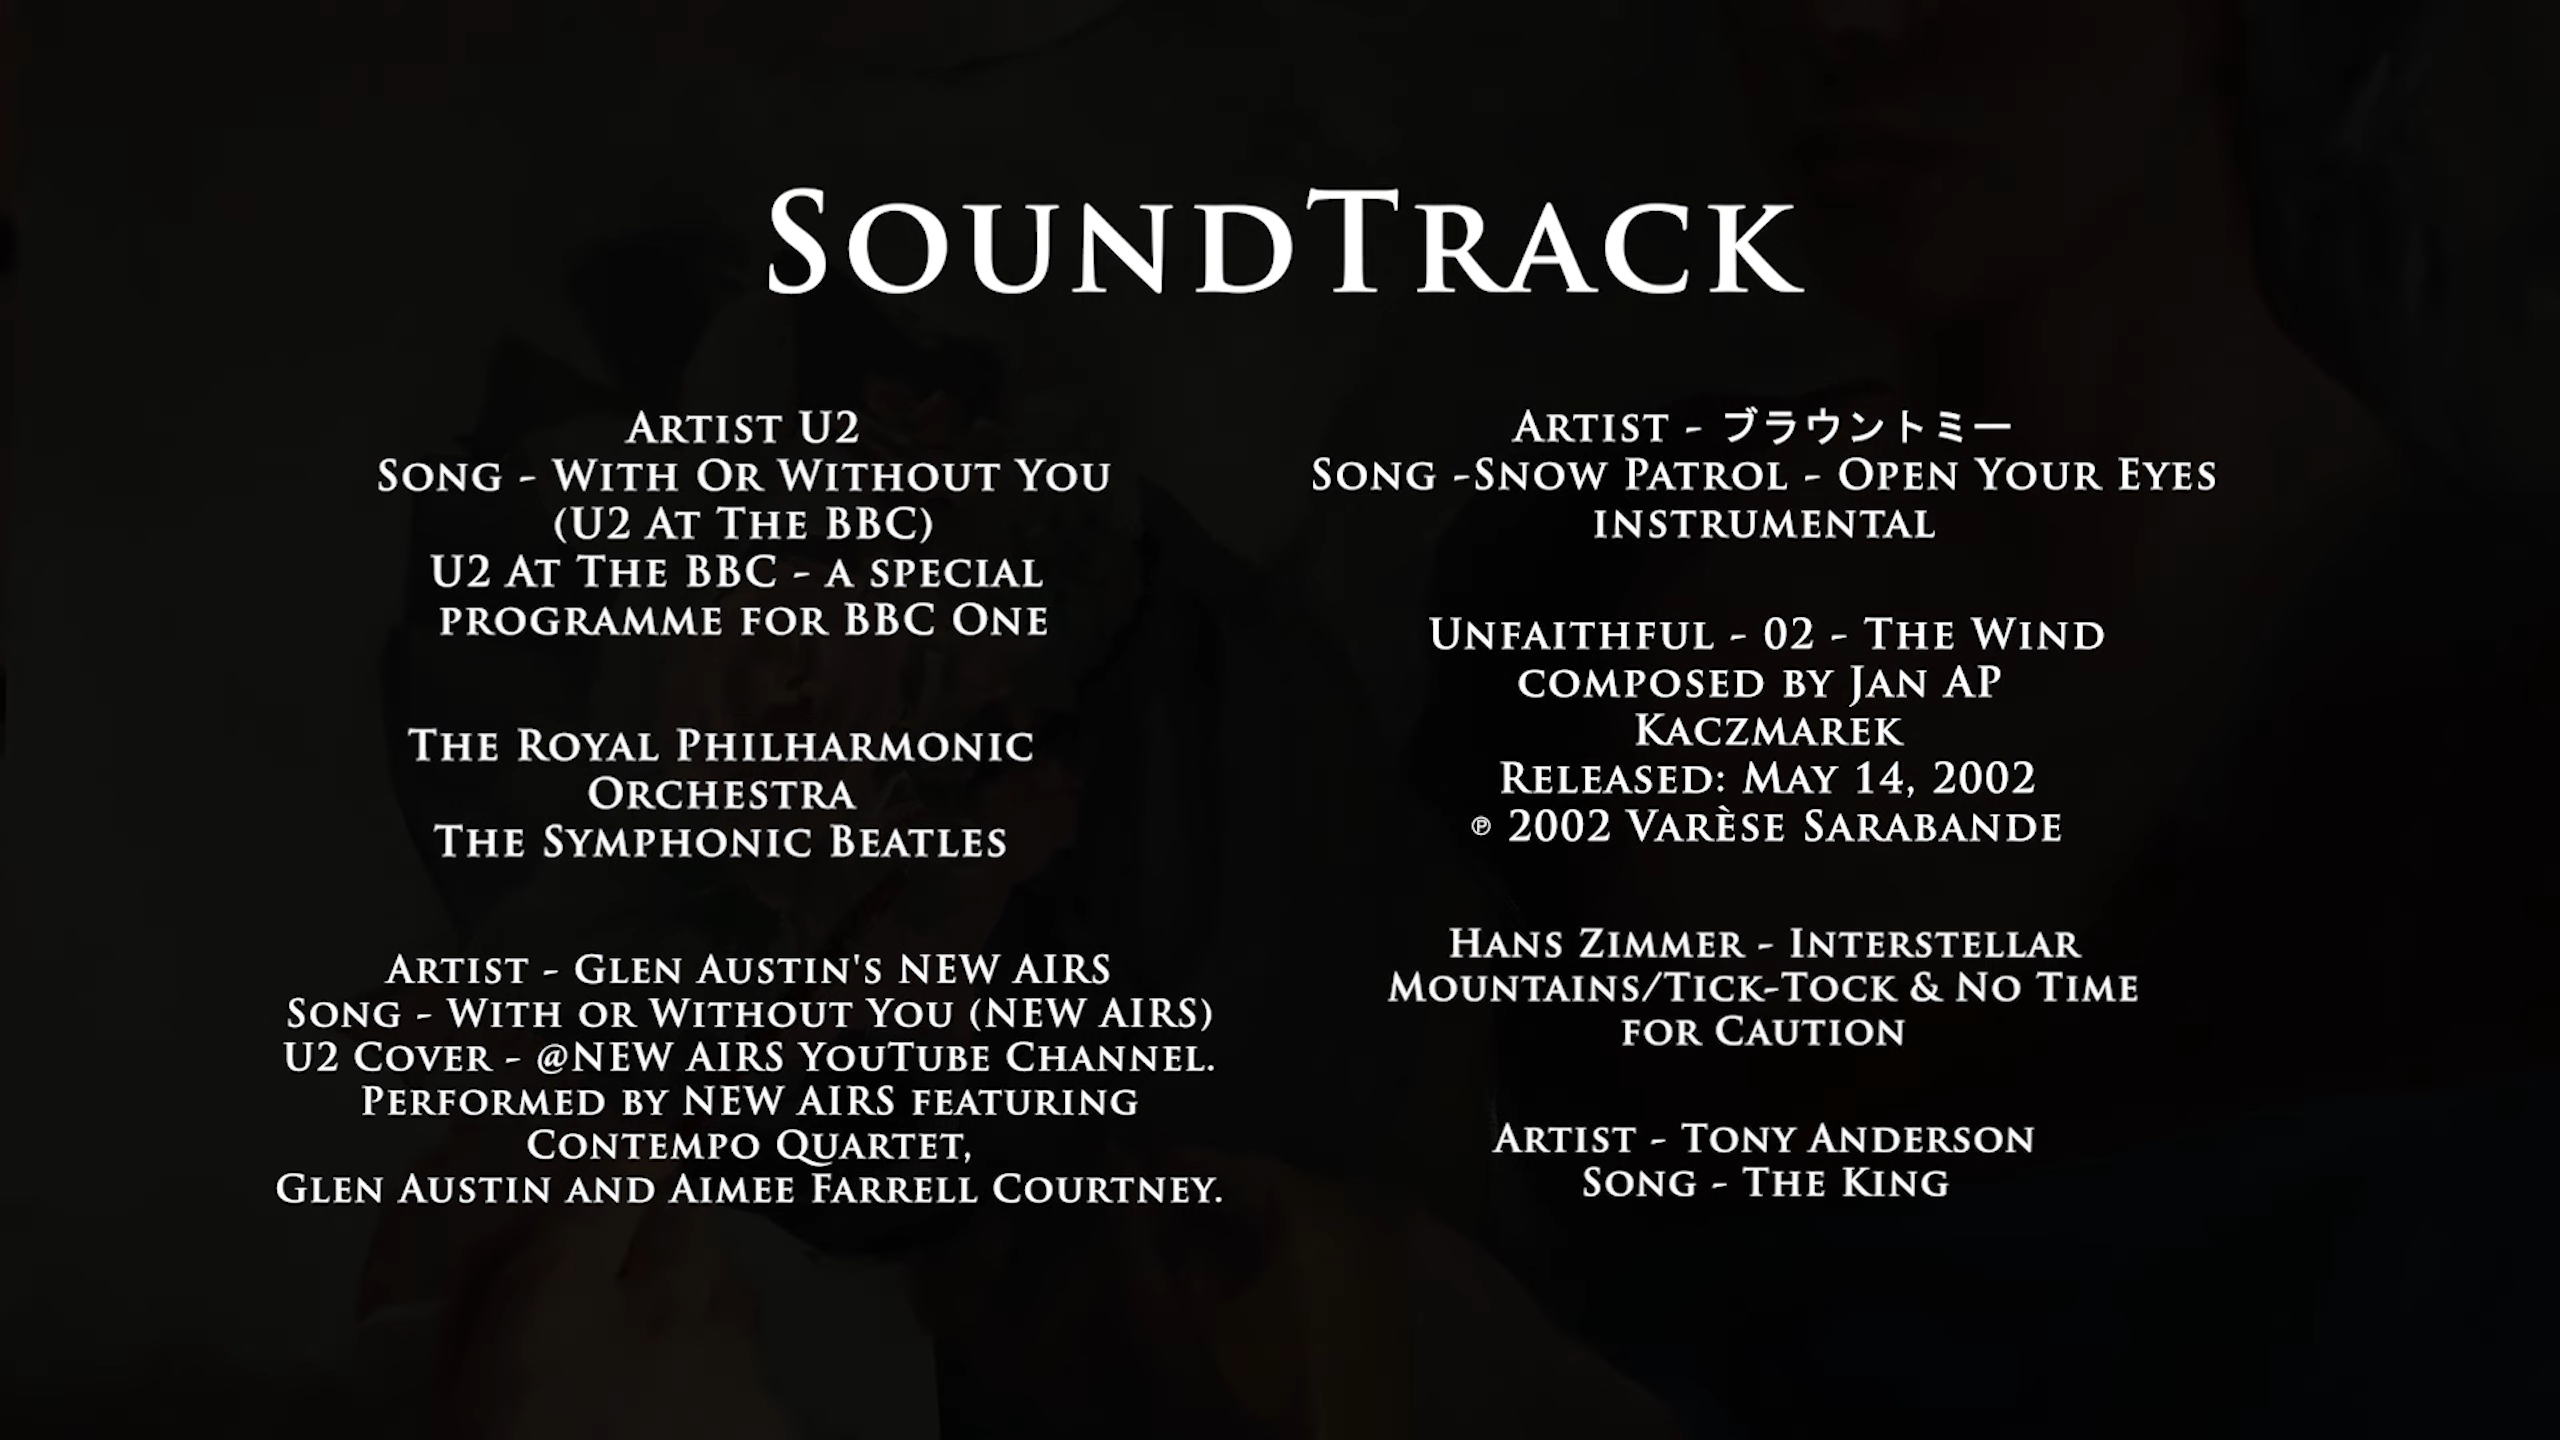 SoundTrack
Artist U2
Song - With Or Without You
(U2 At The BBC)
U2 At The BBC - a special
programme for BBC One
The Royal Philharmonic
Orchestra
The Symphonic Beatles
Artist - Glen Austin's NEW AIRS
Song - With or Without You (NEW AIRS)
U2 Cover - @NEW AIRS YouTube Channel.
Performed by NEW AIRS featuring
Contempo Quartet,
Glen Austin and Aimee Farrell Courtney.
Artist - ブラウントミー
Song -Snow Patrol - Open Your Eyes
instrumental
Unfaithful - 02 - The Wind
composed by Jan AP
Kaczmarek
Released: May 14, 2002
℗ 2002 Varèse Sarabande
Hans Zimmer - Interstellar
Mountains/Tick-Tock & No Time
for Caution
Artist - Tony Anderson
Song - The King